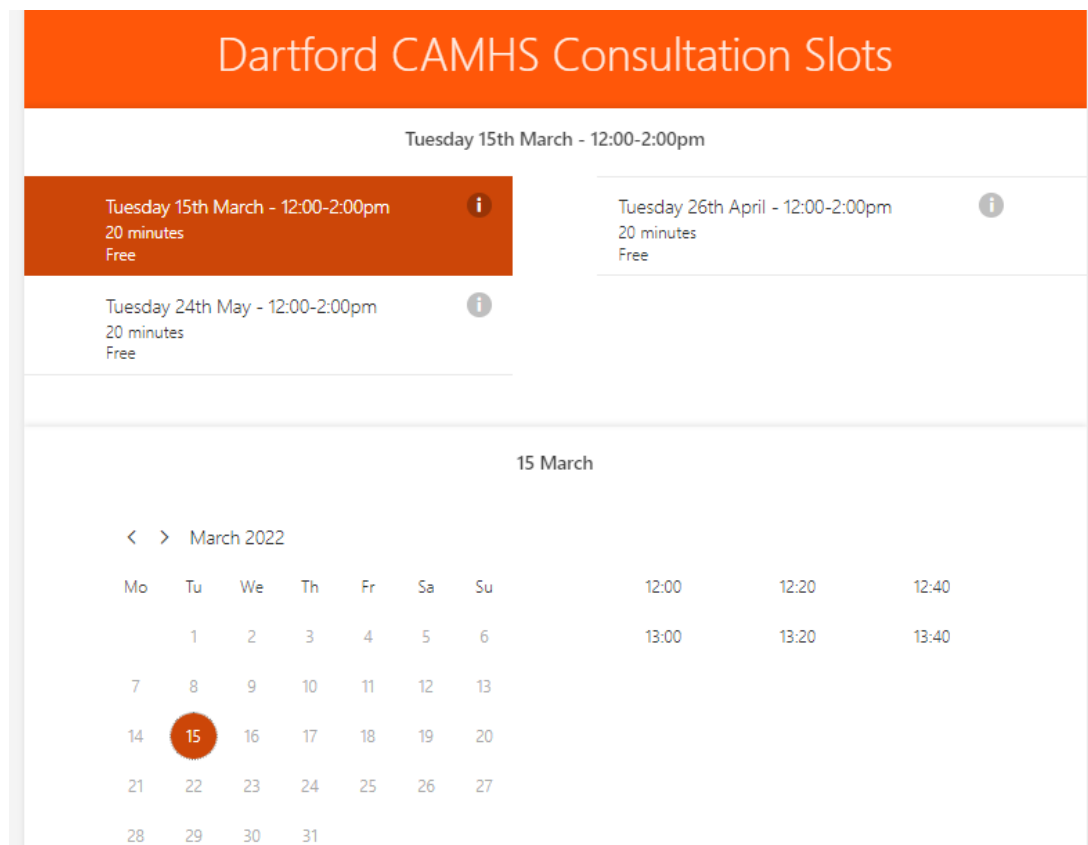 Dartford CAMHS Consultation Slots
Tuesday 15th March - 12:00-2:00pm
Tuesday 15th March - 12:00-2:00pm
20 minutes
Free
Tuesday 26th April - 12:00-2:00pm
20 minutes
Free
Tuesday 24th May - 12:00-2:00pm
20 minutes
Free
15 March
< > March 2022
Mo Tu We Th Fr Sa Su
1 2 3 4 5 6
7 8 9 10 11 12 13
14 15 16 17 18 19 20
21 22 23 24 25 26 27
28 29 30 31
12:00 12:20 12:40
13:00 13:20 13:40